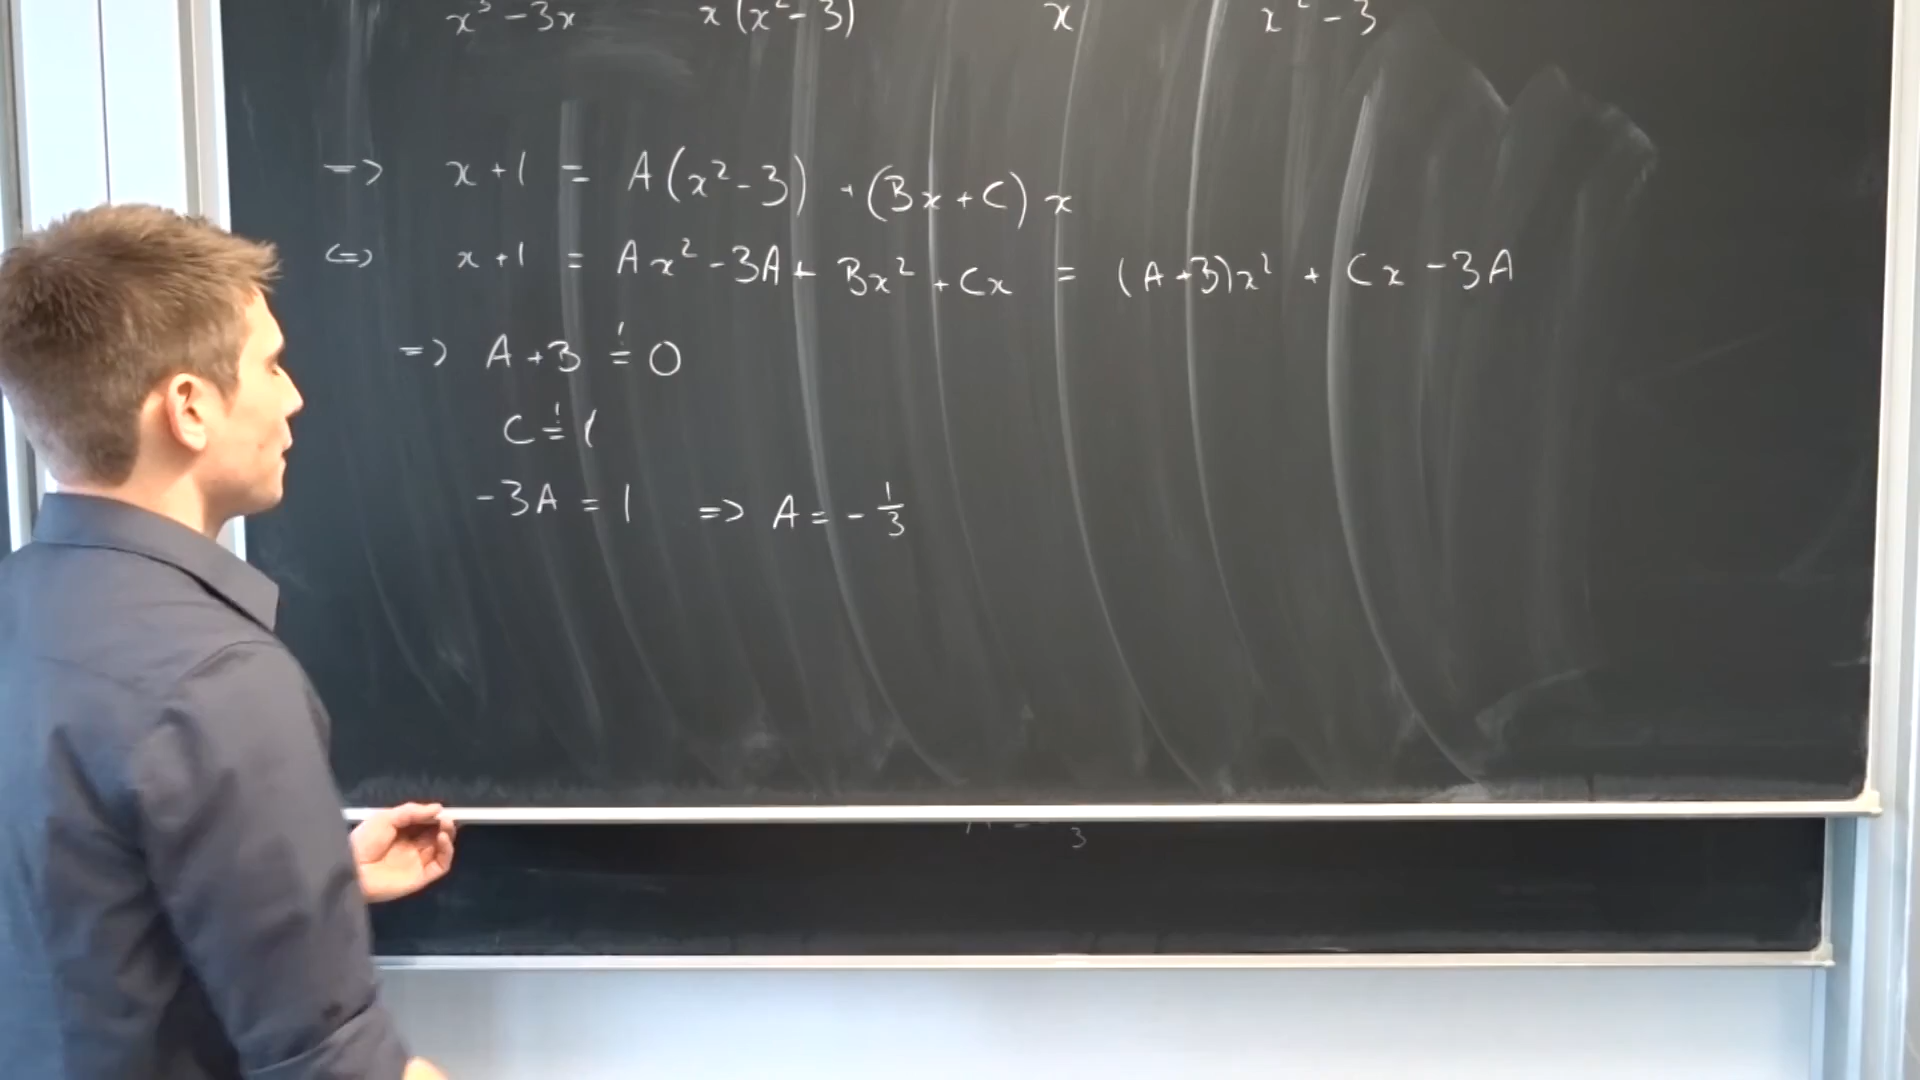 x³ - 3x   x(x² - 3)   x   x² - 3
=> x + 1 = A(x² - 3) + (Bx + C) x
<=> x + 1 = Ax² - 3A + Bx² + Cx = (A + B)x² + Cx - 3A
=> A + B != 0
C != 1
-3A = 1 => A = - 1/3
3